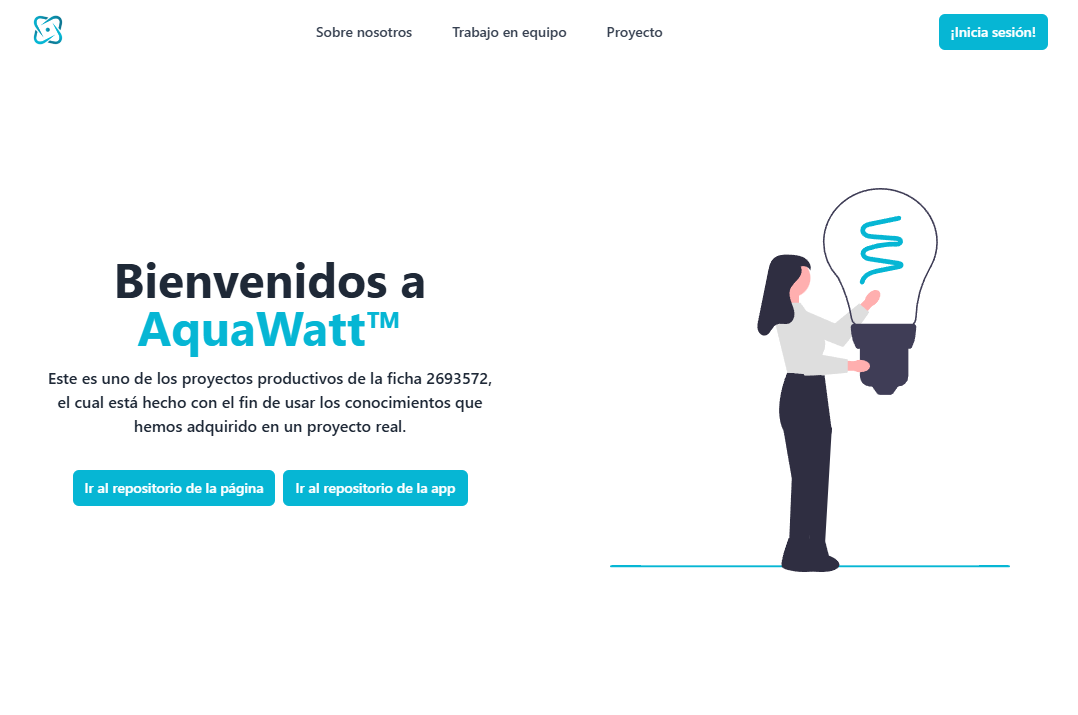 Sobre nosotros
Trabajo en equipo
Proyecto
¡Inicia sesión!
Bienvenidos a
AquaWatt™
Este es uno de los proyectos productivos de la ficha 2693572,
el cual está hecho con el fin de usar los conocimientos que
hemos adquirido en un proyecto real.
Ir al repositorio de la página
Ir al repositorio de la app